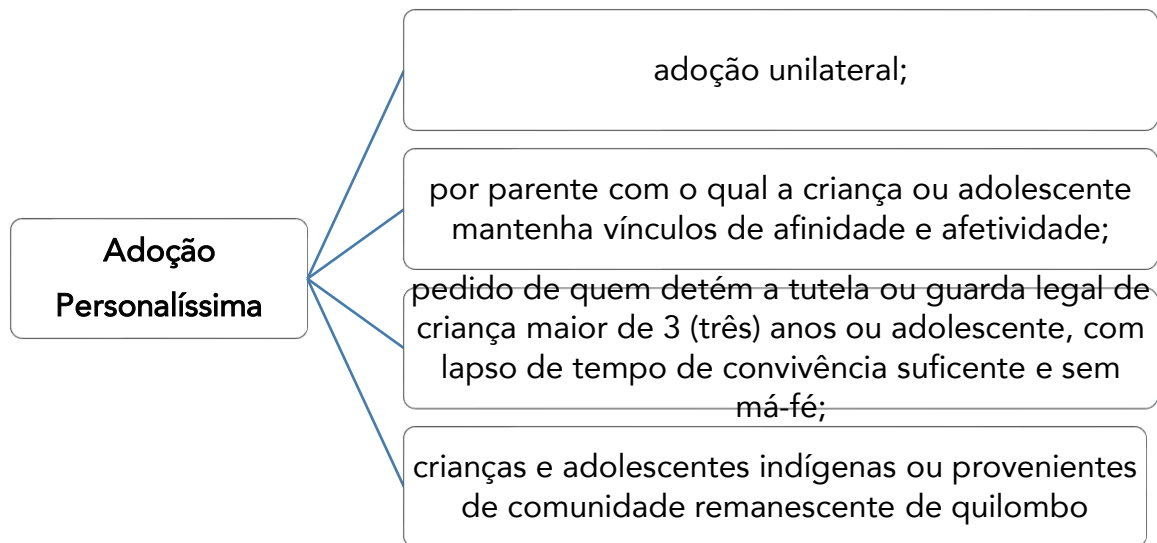 Adoção
Personalíssima
adoção unilateral;
por parente com o qual a criança ou adolescente
mantenha vínculos de afinidade e afetividade;
pedido de quem detém a tutela ou guarda legal de
criança maior de 3 (três) anos ou adolescente, com
lapso de tempo de convivência suficente e sem
má-fé;
crianças e adolescentes indígenas ou provenientes
de comunidade remanescente de quilombo